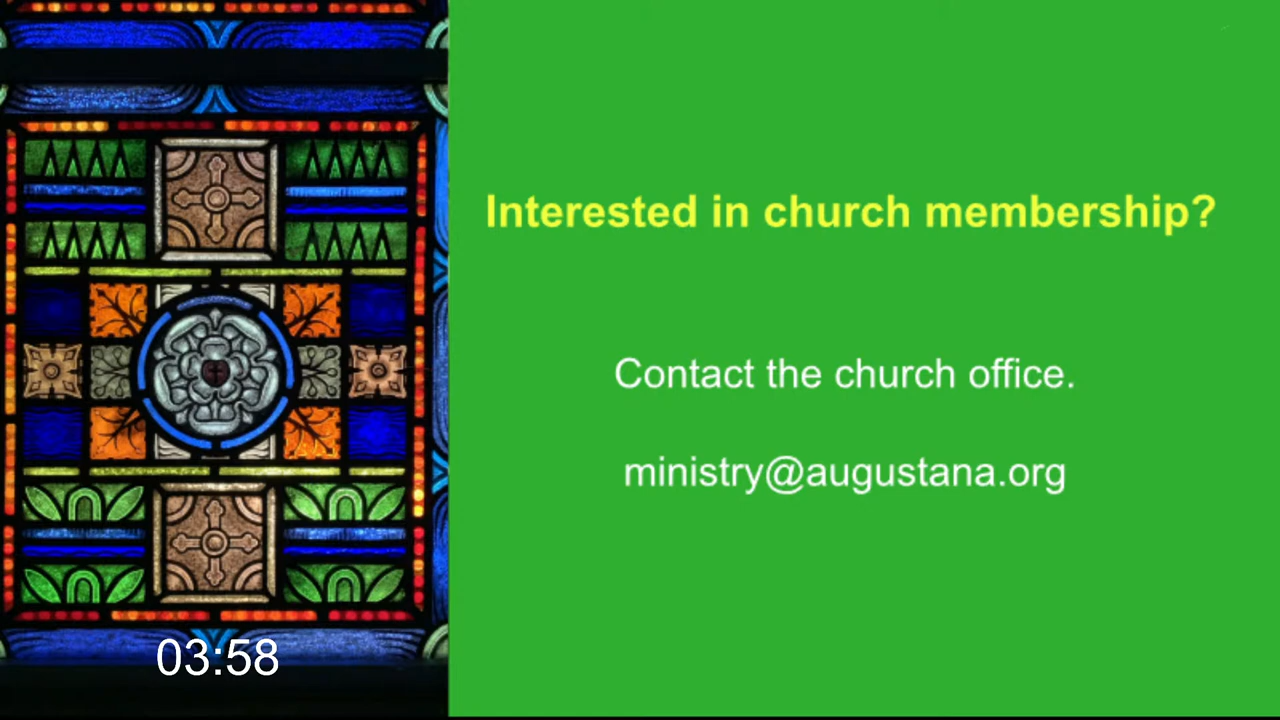 Interested in church membership?
Contact the church office.
ministry@augustana.org
03:58